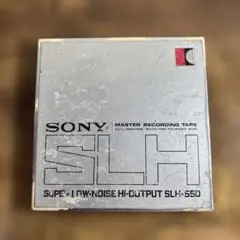 SONY MASTER RECORDING TAPE
SLH
SUPER LOW-NOISE HI-OUTPUT SLH-550